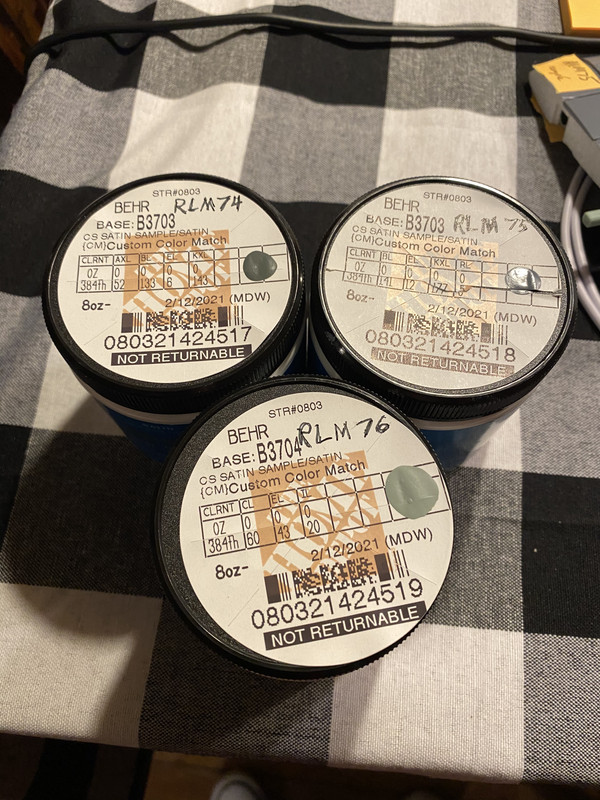 STR#0803
BEHR RLM74
BASE: B3703
CS SATIN SAMPLE/SATIN
(CM)Custom Color Match
CLRNT AXL BL EL KXL
OZ 0 0 0 0
384th 52 133 6 143
8oz-
2/12/2021 (MDW)
080321424517
NOT RETURNABLE
STR#0803
BEHR
BASE: B3703 RLM 75
CS SATIN SAMPLE/SATIN
(CM)Custom Color Match
CLRNT BL EL KXL RL
OZ 0 0 0 0
384th 141 12
8oz-
2/12/2021 (MDW)
080321424518
NOT RETURNABLE
STR#0803
BEHR RLM 76
BASE: B3704
CS SATIN SAMPLE/SATIN
(CM)Custom Color Match
CLRNT CL EL
OZ 0 0 0
384th 60 43 20
8oz-
2/12/2021 (MDW)
080321424519
NOT RETURNABLE